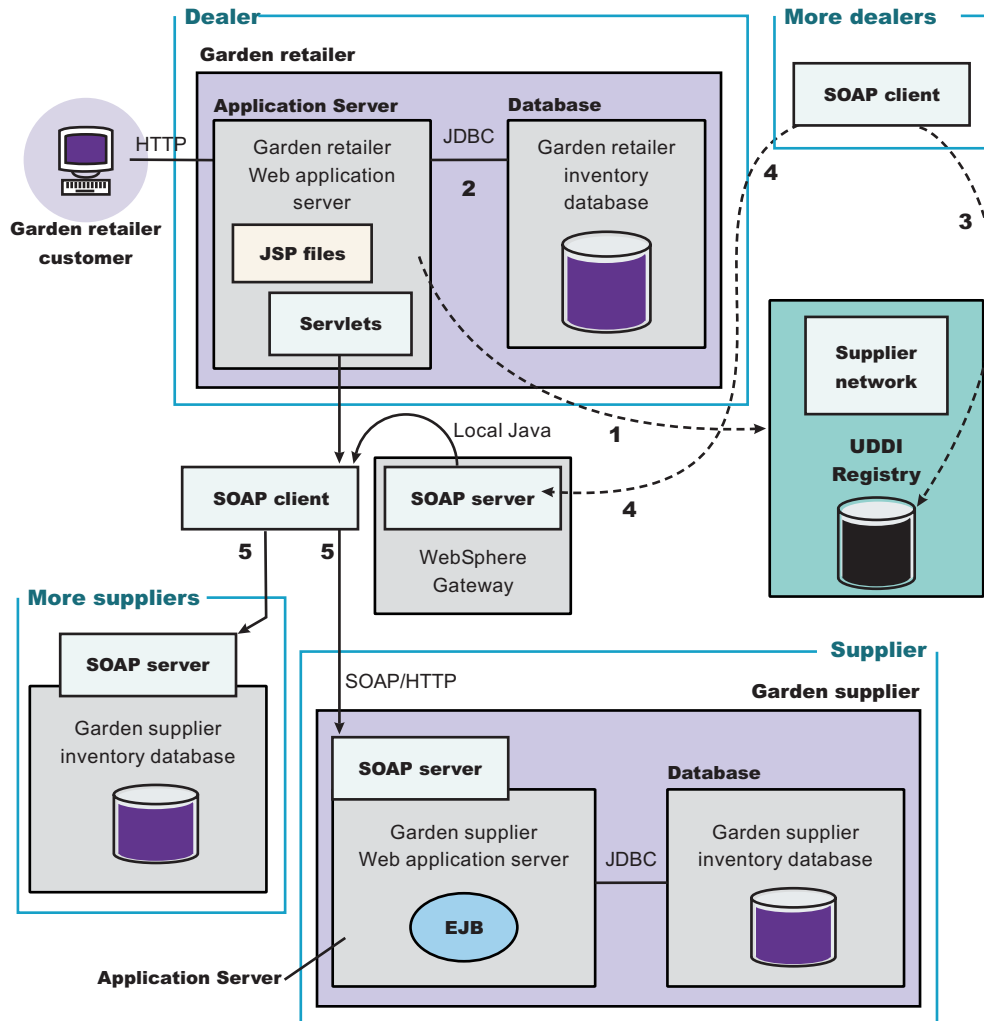 Dealer
More dealers
Garden retailer
SOAP client
Application Server
Database
HTTP
Garden retailer
Web application
server
JDBC
2
Garden retailer
inventory
database
4
3
Garden retailer
customer
JSP files
Servlets
Supplier
network
1
UDDI
Registry
Local Java
SOAP client
SOAP server
4
5
5
WebSphere
Gateway
More suppliers
SOAP server
Garden supplier
inventory database
Supplier
SOAP/HTTP
Garden supplier
SOAP server
Database
Garden supplier
Web application server
JDBC
Garden supplier
inventory database
EJB
Application Server